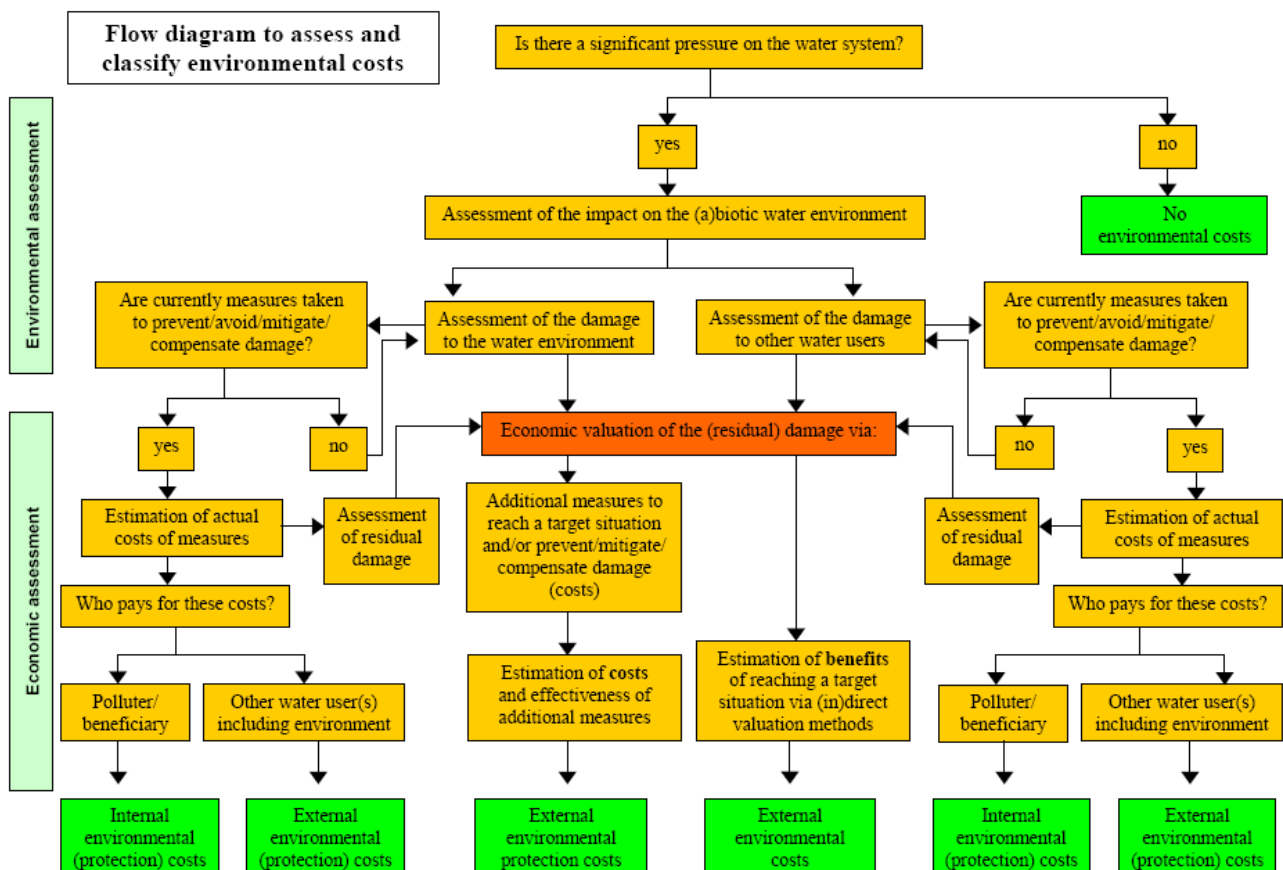 Flow diagram to assess and
classify environmental costs
Is there a significant pressure on the water system?
Environmental assessment
yes
no
Assessment of the impact on the (a)biotic water environment
No
environmental costs
Are currently measures taken
to prevent/avoid/mitigate/
compensate damage?
Assessment of the damage
to the water environment
Assessment of the damage
to other water users
Are currently measures taken
to prevent/avoid/mitigate/
compensate damage?
Economic assessment
yes
no
Economic valuation of the (residual) damage via:
no
yes
Estimation of actual
costs of measures
Assessment
of residual
damage
Additional measures to
reach a target situation
and/or prevent/mitigate/
compensate damage
(costs)
Assessment
of residual
damage
Estimation of actual
costs of measures
Who pays for these costs?
Who pays for these costs?
Polluter/
beneficiary
Other water user(s)
including environment
Estimation of costs
and effectiveness of
additional measures
Estimation of benefits
of reaching a target
situation via (in)direct
valuation methods
Polluter/
beneficiary
Other water user(s)
including environment
Internal
environmental
(protection) costs
External
environmental
(protection) costs
External
environmental
protection costs
External
environmental
costs
Internal
environmental
(protection) costs
External
environmental
(protection) costs